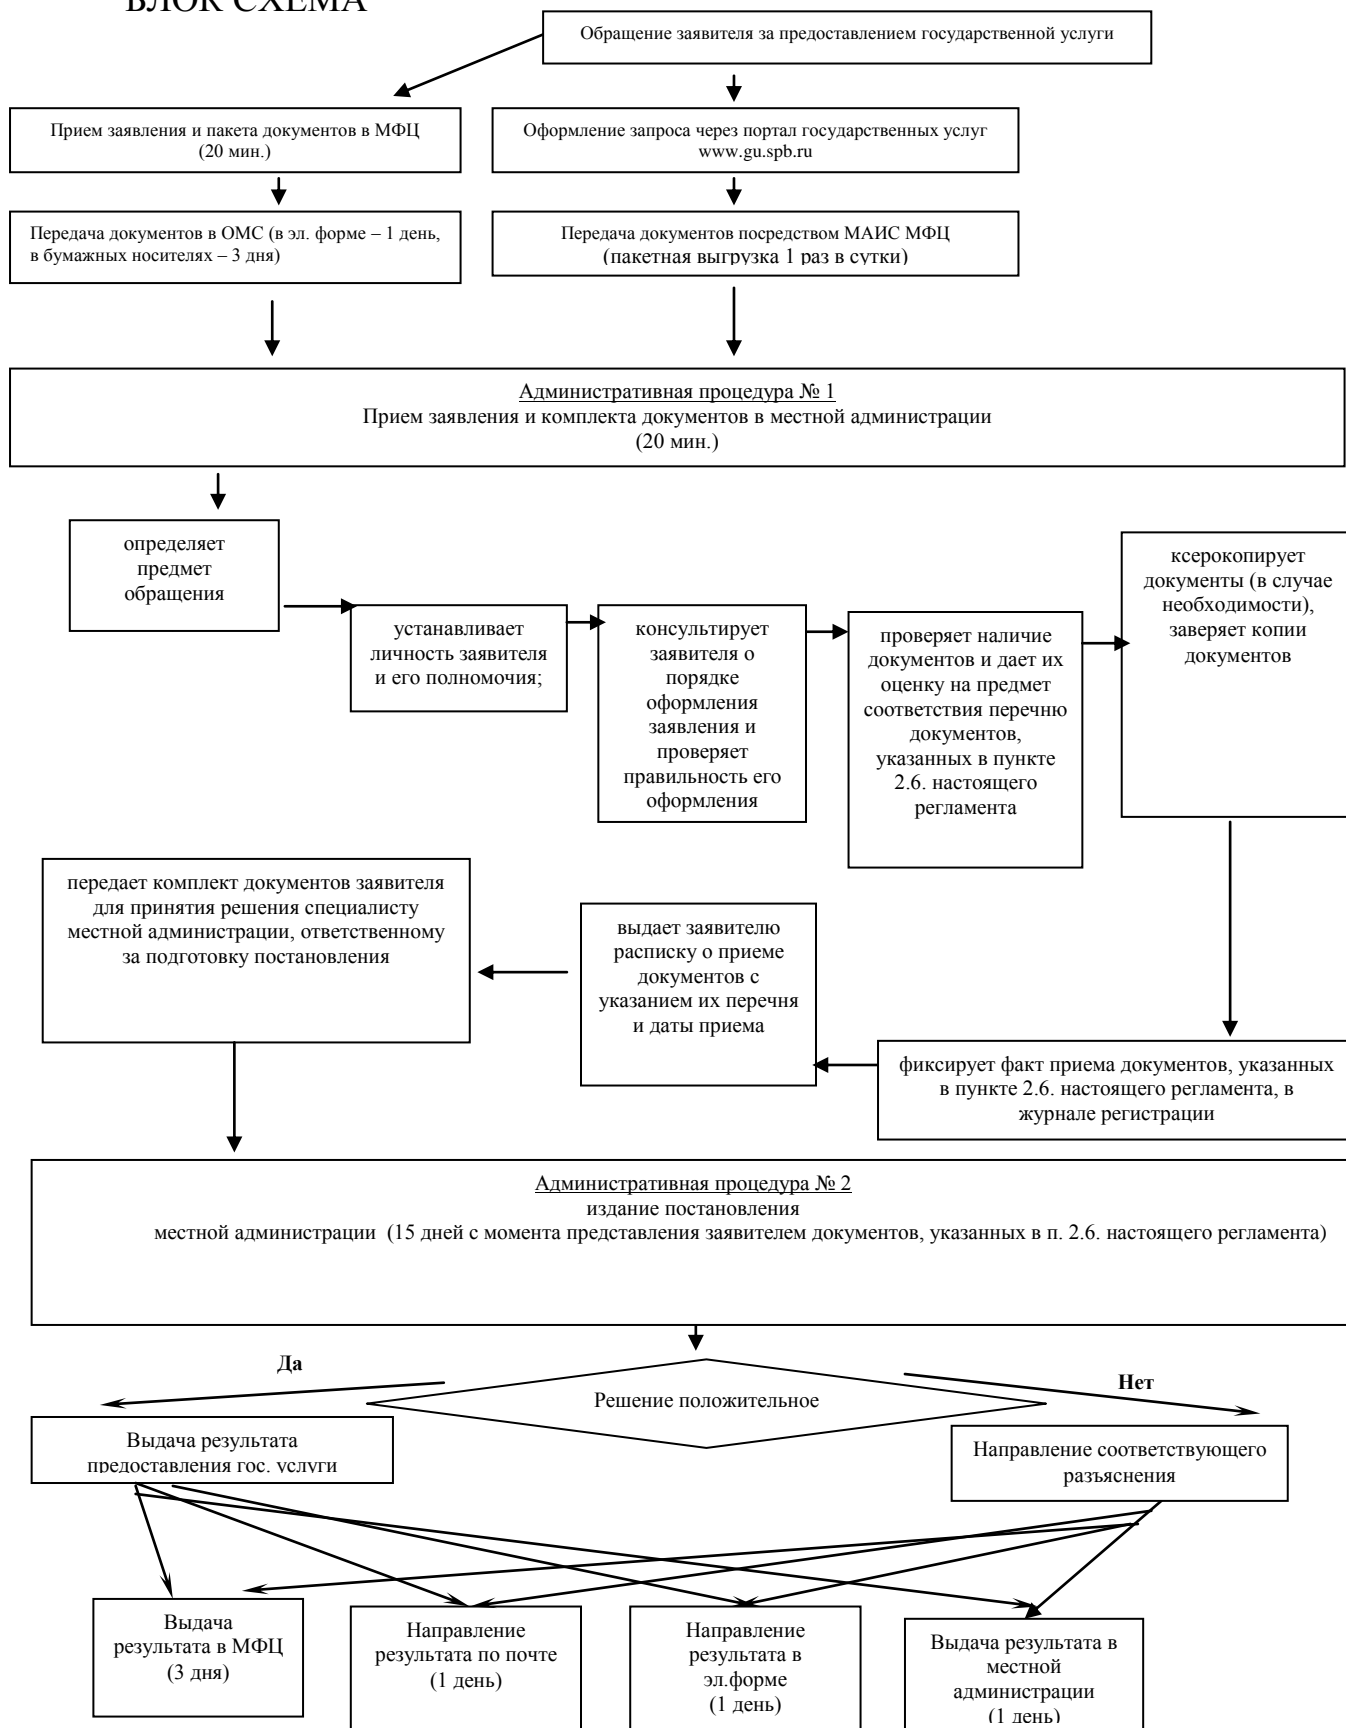 БЛОК СХЕМА
Обращение заявителя за предоставлением государственной услуги
Прием заявления и пакета документов в МФЦ
(20 мин.)
Оформление запроса через портал государственных услуг
www.gu.spb.ru
Передача документов в ОМС (в эл. форме – 1 день,
в бумажных носителях – 3 дня)
Передача документов посредством МАИС МФЦ
(пакетная выгрузка 1 раз в сутки)
Административная процедура № 1
Прием заявления и комплекта документов в местной администрации
(20 мин.)
определяет
предмет
обращения
устанавливает
личность заявителя
и его полномочия;
консультирует
заявителя о
порядке
оформления
заявления и
проверяет
правильность его
оформления
проверяет наличие
документов и дает их
оценку на предмет
соответствия перечню
документов,
указанных в пункте
2.6. настоящего
регламента
ксерокопирует
документы (в случае
необходимости),
заверяет копии
документов
передает комплект документов заявителя
для принятия решения специалисту
местной администрации, ответственному
за подготовку постановления
выдает заявителю
расписку о приеме
документов с
указанием их перечня
и даты приема
фиксирует факт приема документов, указанных
в пункте 2.6. настоящего регламента, в
журнале регистрации
Административная процедура № 2
издание постановления
местной администрации (15 дней с момента представления заявителем документов, указанных в п. 2.6. настоящего регламента)
Да
Решение положительное
Нет
Выдача результата
предоставления гос. услуги
Направление соответствующего
разъяснения
Выдача
результата в МФЦ
(3 дня)
Направление
результата по почте
(1 день)
Направление
результата в
эл.форме
(1 день)
Выдача результата в
местной
администрации
(1 день)